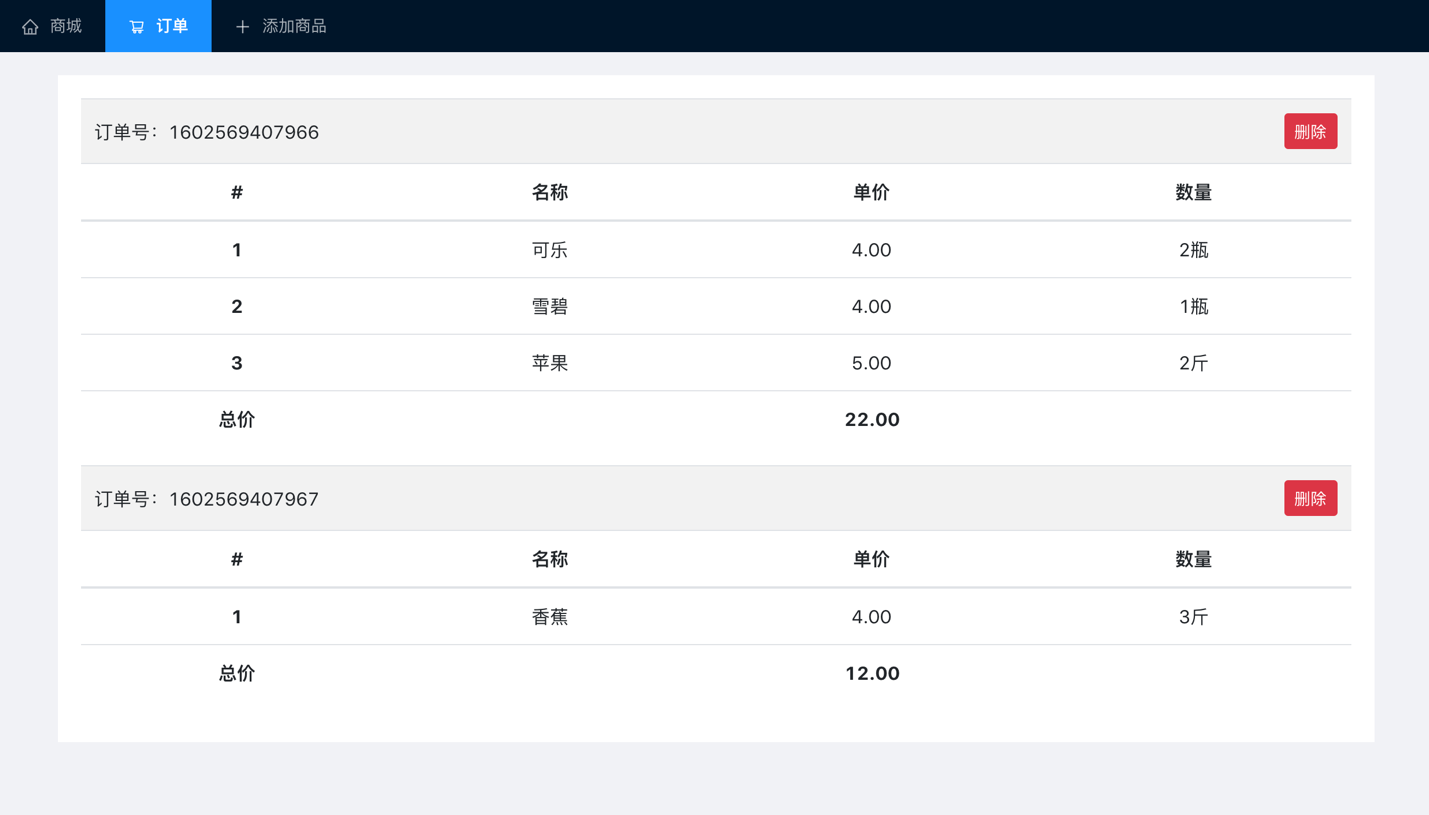 商城 订单 添加商品
订单号：1602569407966 删除
# 名称 单价 数量
1 可乐 4.00 2瓶
2 雪碧 4.00 1瓶
3 苹果 5.00 2斤
总价 22.00
订单号：1602569407967 删除
# 名称 单价 数量
1 香蕉 4.00 3斤
总价 12.00